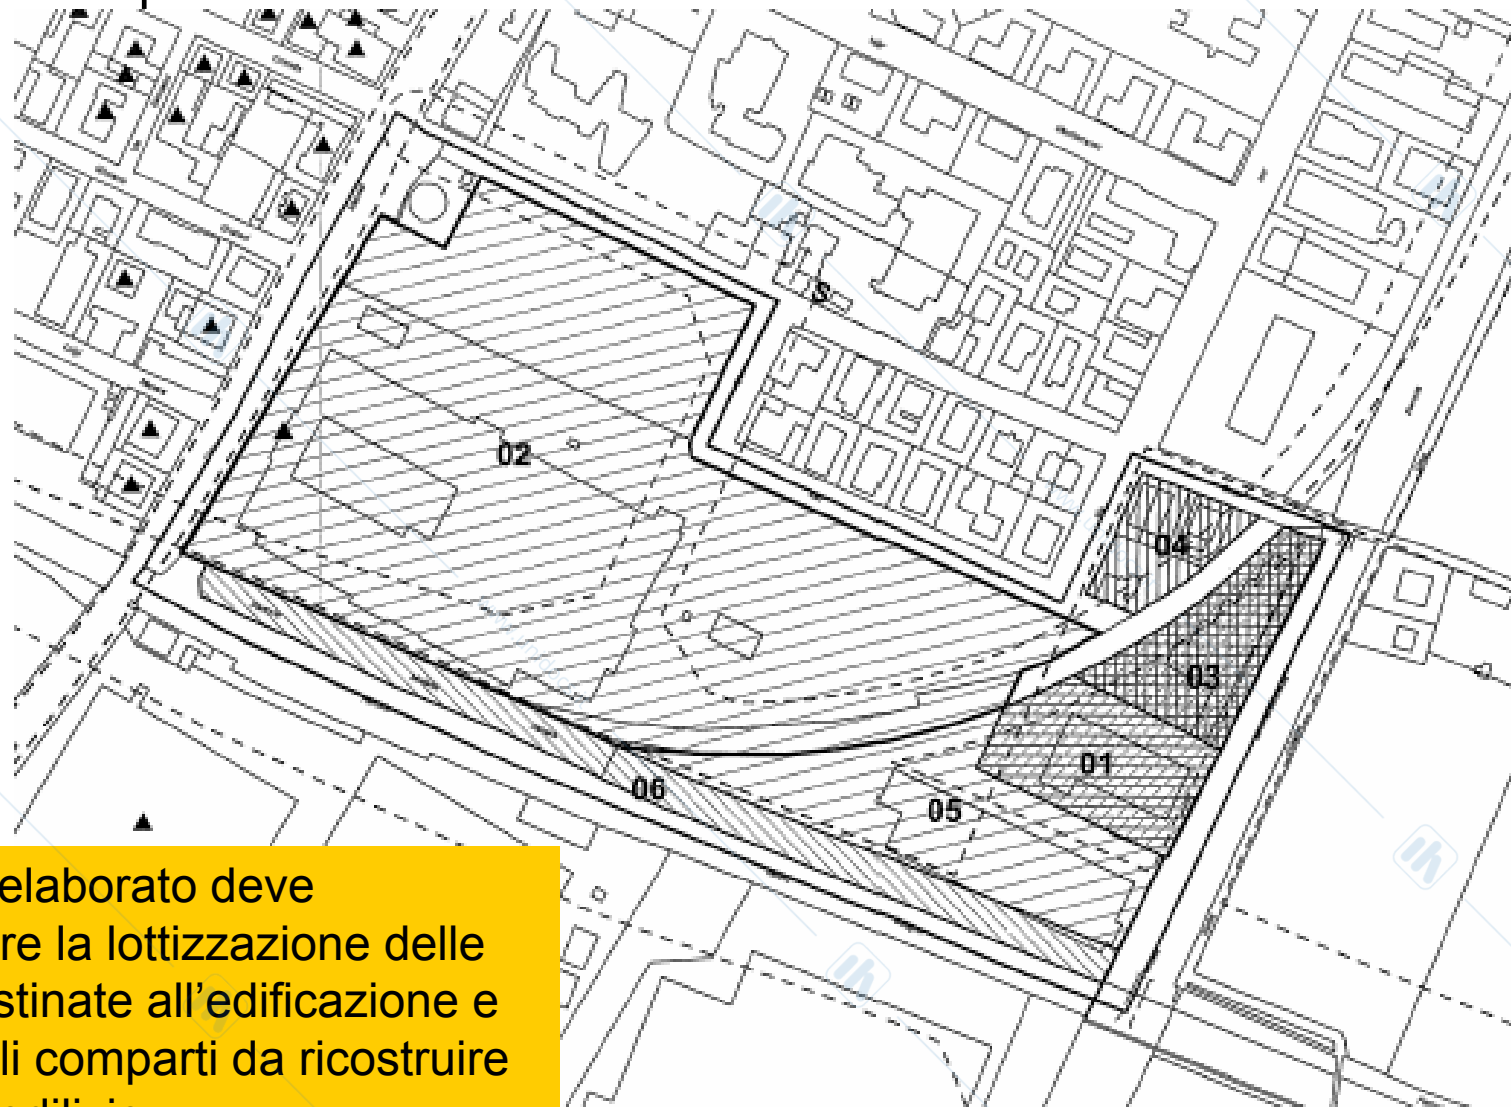 02
04
03
01
05
06
elaborato deve
re la lottizzazione delle
stinate all’edificazione e
li comparti da ricostruire